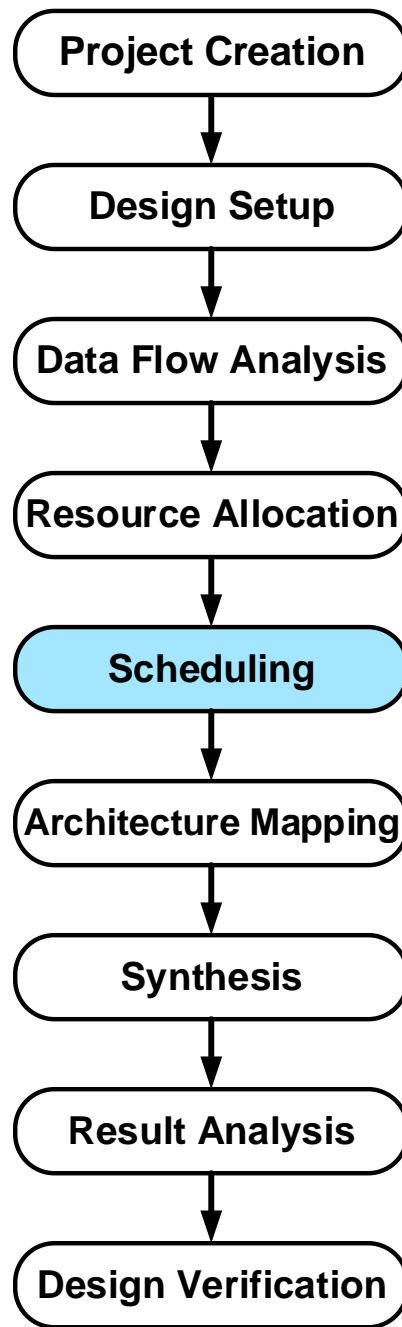 Project Creation
Design Setup
Data Flow Analysis
Resource Allocation
Scheduling
Architecture Mapping
Synthesis
Result Analysis
Design Verification